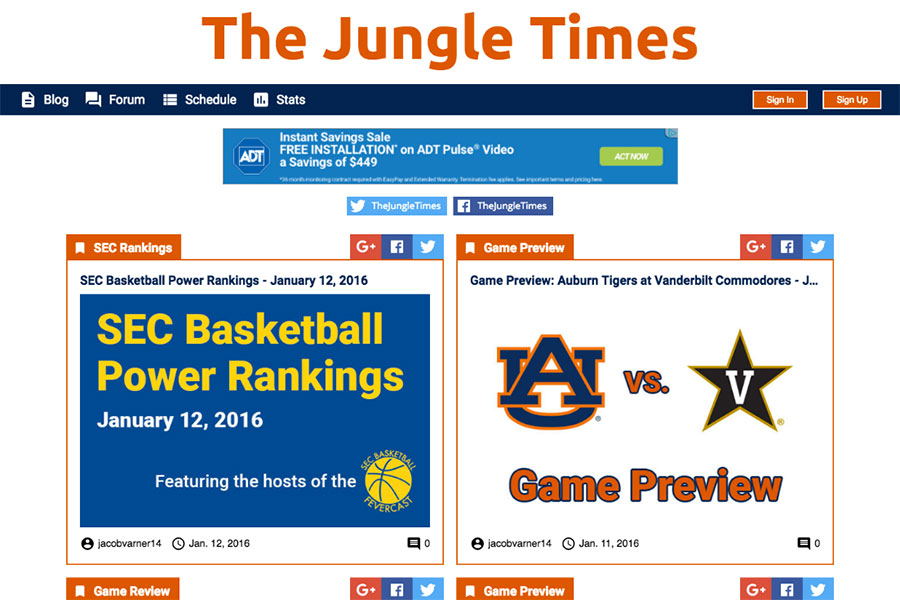 The Jungle Times
Blog Forum Schedule Stats Sign In Sign Up
ADT
Instant Savings Sale
FREE INSTALLATION* on ADT Pulse® Video
a Savings of $449
ACT NOW
*36 month monitoring contract required with EasyPay and Extended Warranty. Termination fee applies. See important terms and pricing here.
TheJungleTimes TheJungleTimes
SEC Rankings G+
SEC Basketball Power Rankings - January 12, 2016
SEC Basketball
Power Rankings
January 12, 2016
Featuring the hosts of the
SEC BASKETBALL
FEVERCAST
jacobvarner14 Jan. 12, 2016 0
Game Preview G+
Game Preview: Auburn Tigers at Vanderbilt Commodores - J...
AU vs. V
Game Preview
jacobvarner14 Jan. 11, 2016 0
Game Review G+
Game Preview G+